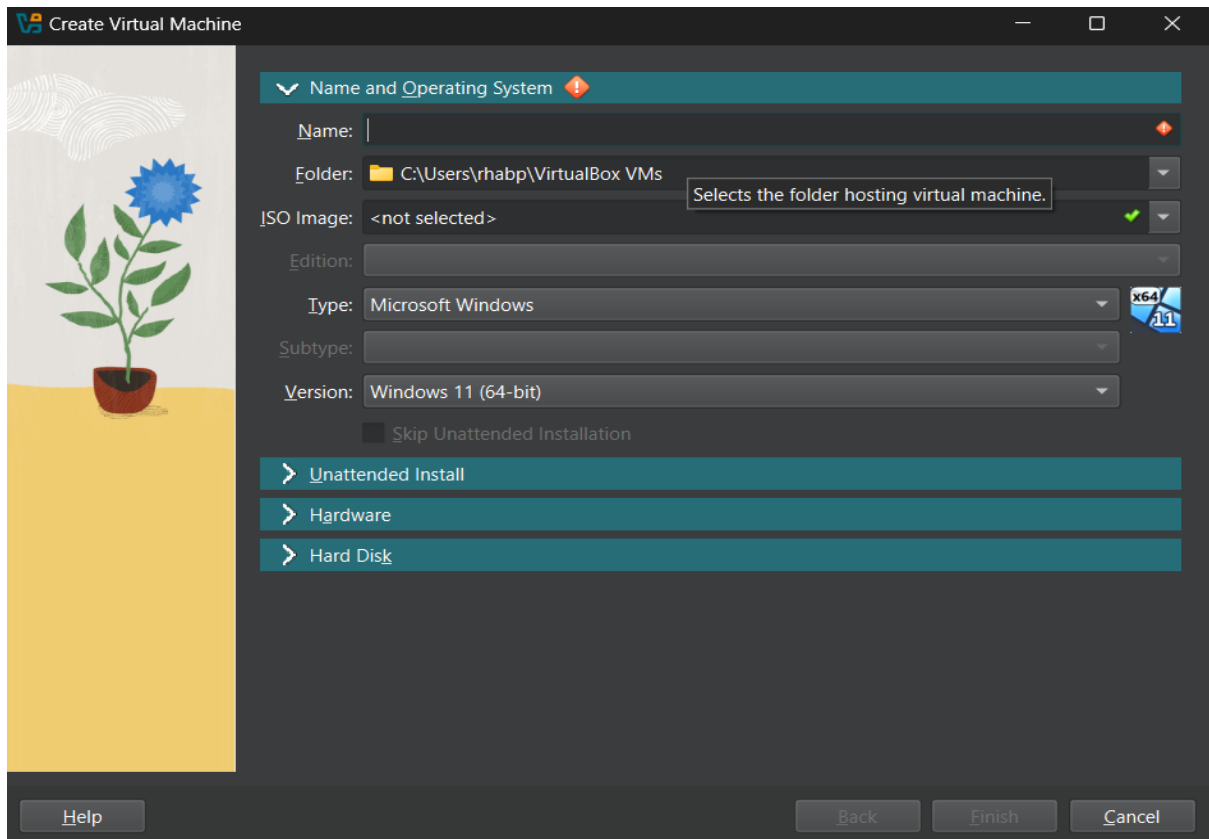 Create Virtual Machine
Name and Operating System
Name:
Folder: C:\Users\rhabp\VirtualBox VMs
Selects the folder hosting virtual machine.
ISO Image: <not selected>
Edition:
Type: Microsoft Windows
x64
11
Subtype:
Version: Windows 11 (64-bit)
Skip Unattended Installation
Unattended Install
Hardware
Hard Disk
Help Back Finish Cancel